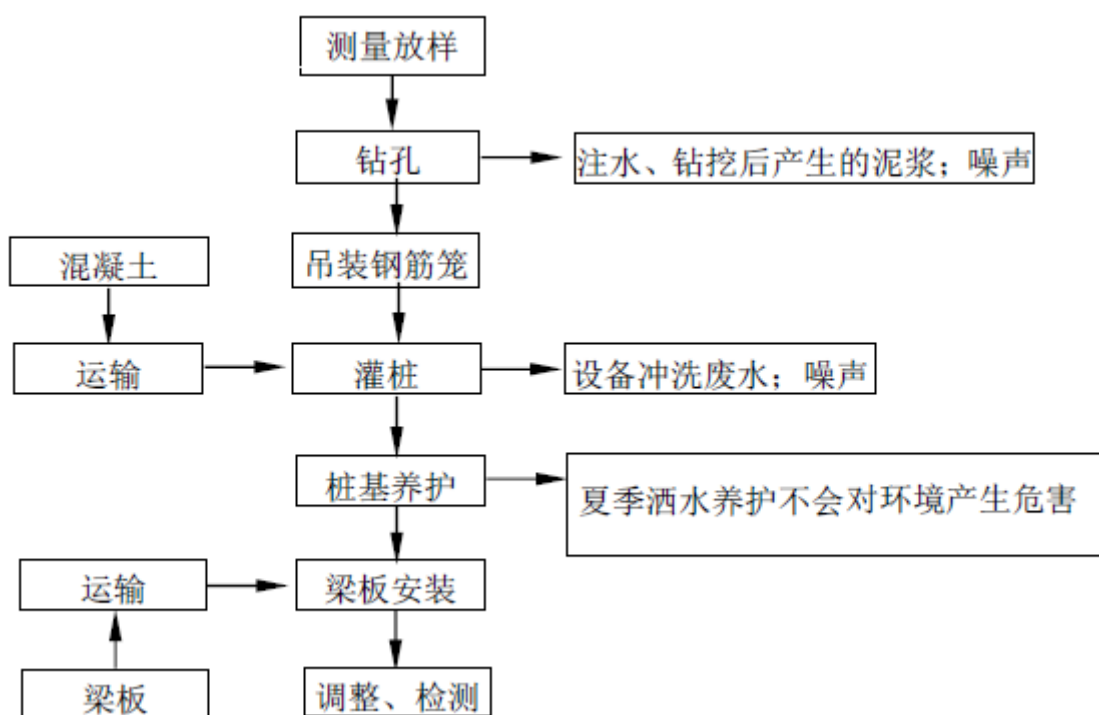 测量放样
钻孔
注水、钻挖后产生的泥浆；噪声
混凝土
吊装钢筋笼
运输
灌桩
设备冲洗废水；噪声
桩基养护
夏季洒水养护不会对环境产生危害
运输
梁板安装
梁板
调整、检测